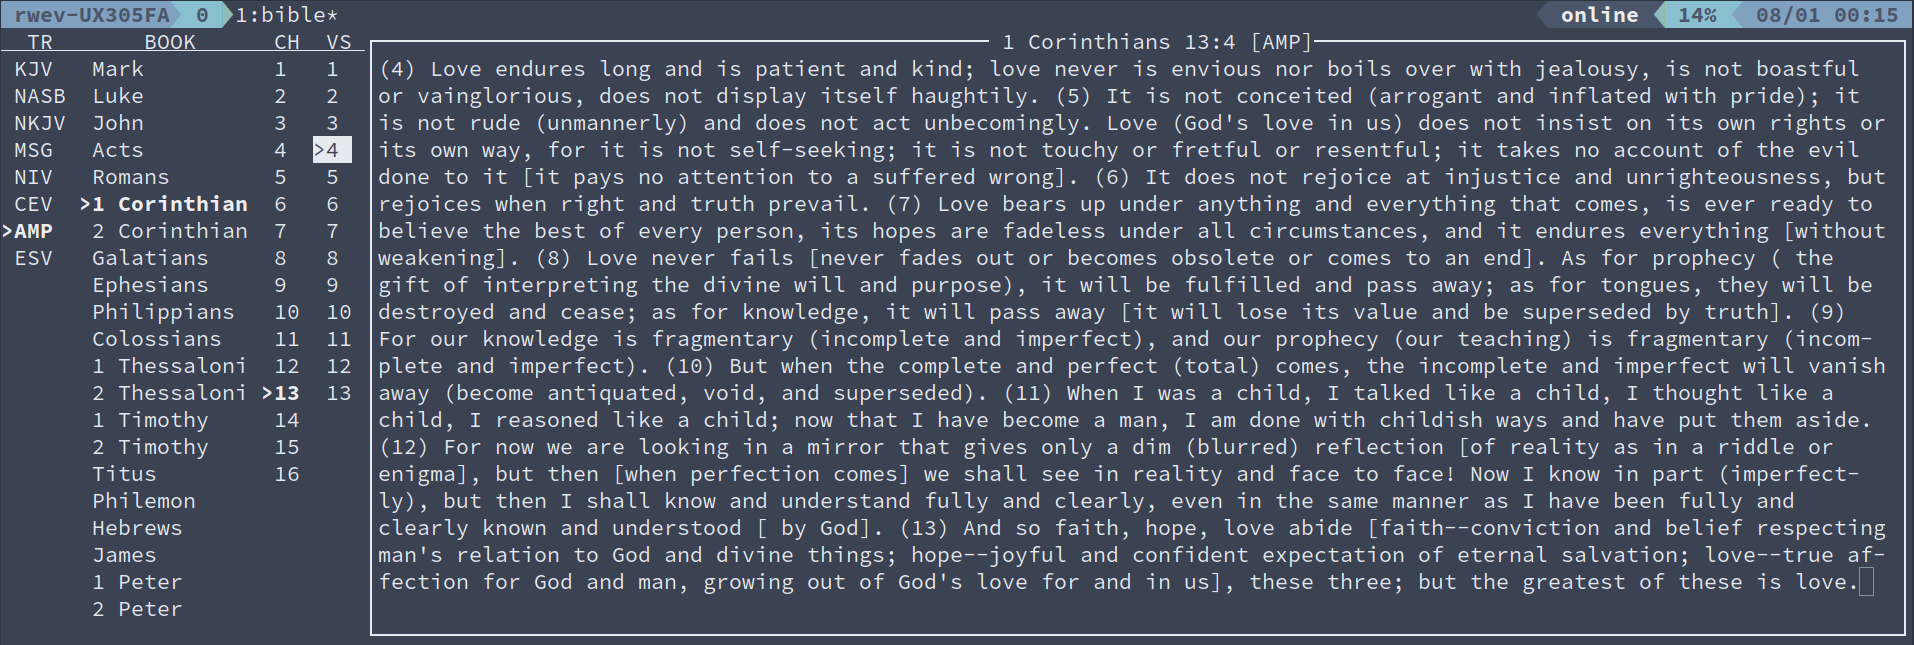 rwev-UX305FA 0 1:bible* online 14% 08/01 00:15
TR BOOK CH VS 1 Corinthians 13:4 [AMP]
KJV Mark 1 1 (4) Love endures long and is patient and kind; love never is envious nor boils over with jealousy, is not boastful
NASB Luke 2 2 or vainglorious, does not display itself haughtily. (5) It is not conceited (arrogant and inflated with pride); it
NKJV John 3 3 is not rude (unmannerly) and does not act unbecomingly. Love (God's love in us) does not insist on its own rights or
MSG Acts 4 >4 its own way, for it is not self-seeking; it is not touchy or fretful or resentful; it takes no account of the evil
NIV Romans 5 5 done to it [it pays no attention to a suffered wrong]. (6) It does not rejoice at injustice and unrighteousness, but
CEV >1 Corinthian 6 6 rejoices when right and truth prevail. (7) Love bears up under anything and everything that comes, is ever ready to
>AMP 2 Corinthian 7 7 believe the best of every person, its hopes are fadeless under all circumstances, and it endures everything [without
ESV Galatians 8 8 weakening]. (8) Love never fails [never fades out or becomes obsolete or comes to an end]. As for prophecy ( the
Ephesians 9 9 gift of interpreting the divine will and purpose), it will be fulfilled and pass away; as for tongues, they will be
Philippians 10 10 destroyed and cease; as for knowledge, it will pass away [it will lose its value and be superseded by truth]. (9)
Colossians 11 11 For our knowledge is fragmentary (incomplete and imperfect), and our prophecy (our teaching) is fragmentary (incom-
1 Thessaloni 12 12 plete and imperfect). (10) But when the complete and perfect (total) comes, the incomplete and imperfect will vanish
2 Thessaloni >13 13 away (become antiquated, void, and superseded). (11) When I was a child, I talked like a child, I thought like a
1 Timothy 14 child, I reasoned like a child; now that I have become a man, I am done with childish ways and have put them aside.
2 Timothy 15 (12) For now we are looking in a mirror that gives only a dim (blurred) reflection [of reality as in a riddle or
Titus 16 enigma], but then [when perfection comes] we shall see in reality and face to face! Now I know in part (imperfect-
Philemon ly), but then I shall know and understand fully and clearly, even in the same manner as I have been fully and
Hebrews clearly known and understood [ by God]. (13) And so faith, hope, love abide [faith--conviction and belief respecting
James man's relation to God and divine things; hope--joyful and confident expectation of eternal salvation; love--true af-
1 Peter fection for God and man, growing out of God's love for and in us], these three; but the greatest of these is love.
2 Peter